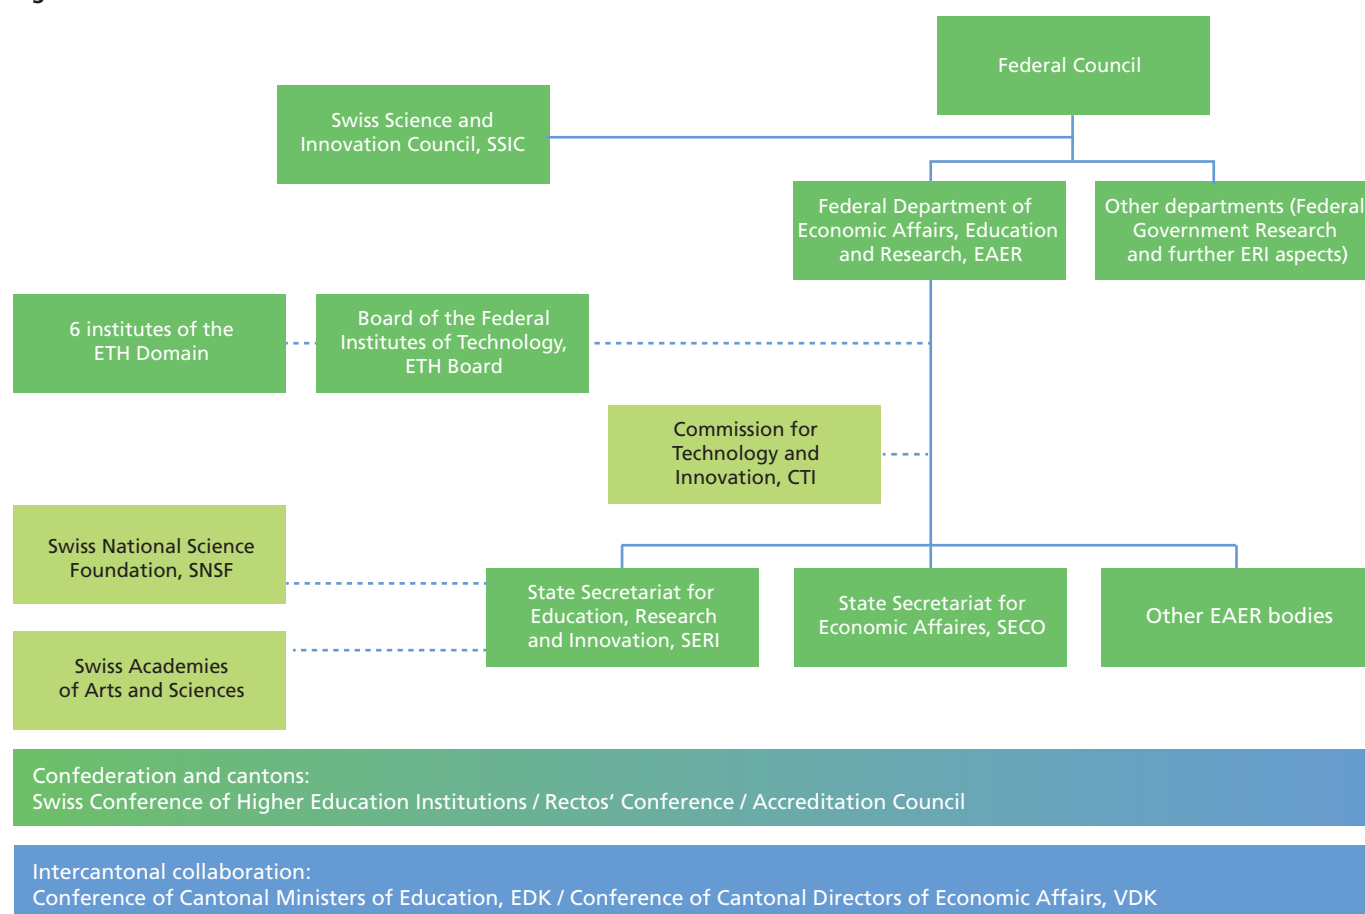 Federal Council
Swiss Science and
Innovation Council, SSIC
Federal Department of
Economic Affairs, Education
and Research, EAER
Other departments (Federal
Government Research
and further ERI aspects)
6 institutes of the
ETH Domain
Board of the Federal
Institutes of Technology,
ETH Board
Commission for
Technology and
Innovation, CTI
Swiss National Science
Foundation, SNSF
State Secretariat for
Education, Research
and Innovation, SERI
State Secretariat for
Economic Affaires, SECO
Other EAER bodies
Swiss Academies
of Arts and Sciences
Confederation and cantons:
Swiss Conference of Higher Education Institutions / Rectos’ Conference / Accreditation Council
Intercantonal collaboration:
Conference of Cantonal Ministers of Education, EDK / Conference of Cantonal Directors of Economic Affairs, VDK